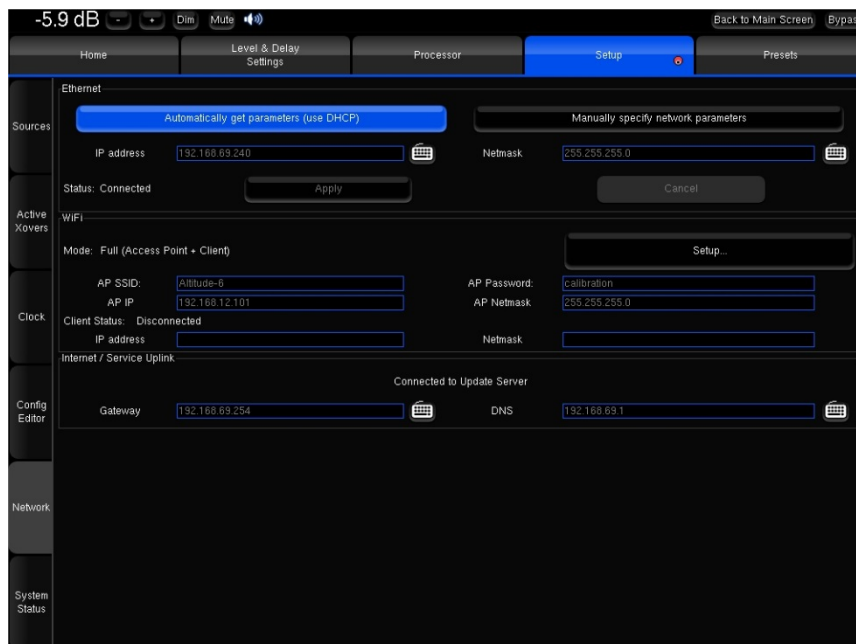 -5.9 dB - + Dim Mute Back to Main Screen Bypas
Home Level & Delay Settings Processor Setup Presets
Ethernet
Automatically get parameters (use DHCP) Manually specify network parameters
Sources
IP address 192.168.69.240 Netmask 255.255.255.0
Status: Connected Apply Cancel
Active Xovers
WiFi
Mode: Full (Access Point + Client) Setup...
AP SSID: Altitude-6 AP Password: calibration
AP IP 192.168.12.101 AP Netmask 255.255.255.0
Clock
Client Status: Disconnected
IP address Netmask
Internet / Service Uplink
Connected to Update Server
Config Editor
Gateway 192.168.69.254 DNS 192.168.69.1
Network
System Status